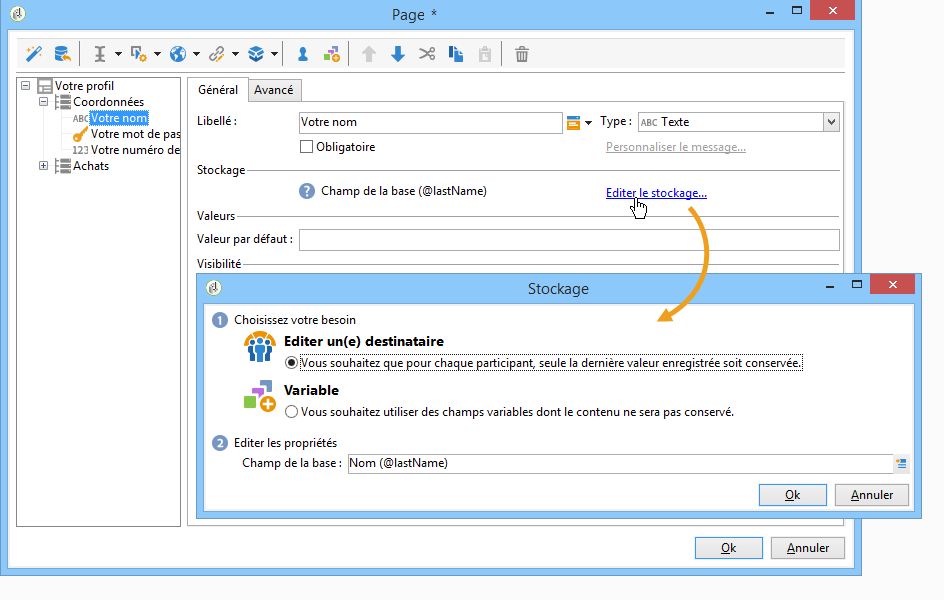 Page *
Votre profil
Coordonnées
ABC Votre nom
Votre mot de pas
123 Votre numéro de
Achats
Général Avancé
Libellé : Votre nom Type : ABC Texte
Obligatoire Personnaliser le message...
Stockage
? Champ de la base (@lastName) Editer le stockage...
Valeurs
Valeur par défaut :
Visibilité
Stockage
1 Choisissez votre besoin
Editer un(e) destinataire
Vous souhaitez que pour chaque participant, seule la dernière valeur enregistrée soit conservée.
Variable
Vous souhaitez utiliser des champs variables dont le contenu ne sera pas conservé.
2 Editer les propriétés
Champ de la base : Nom (@lastName)
Ok Annuler
Ok Annuler